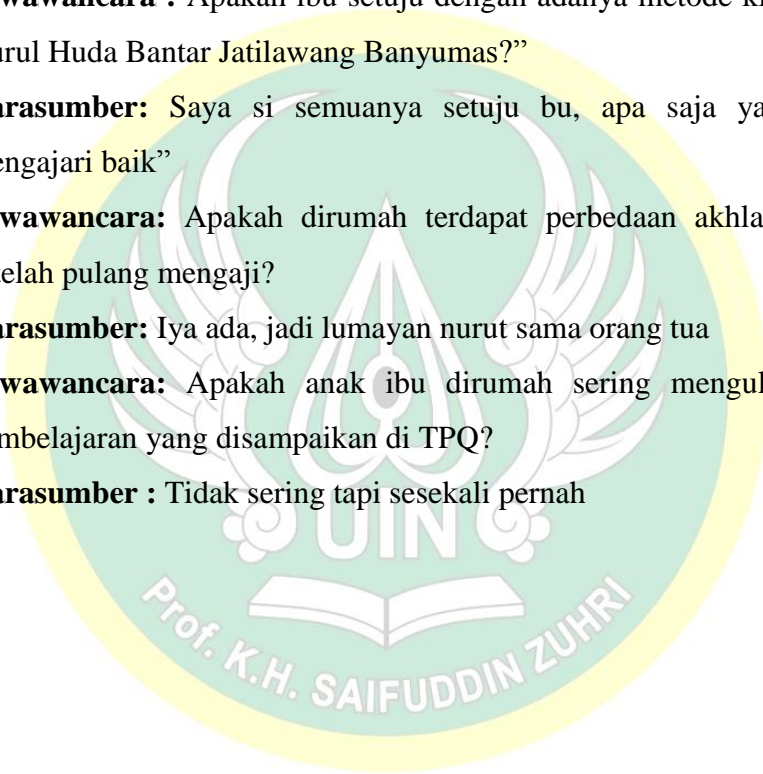 wawancara : Apakah ibu setuju dengan adanya metode ki
urul Huda Bantar Jatilawang Banyumas?”
arasumber: Saya si semuanya setuju bu, apa saja ya
engajari baik”
wawancara: Apakah dirumah terdapat perbedaan akhla
telah pulang mengaji?
arasumber: Iya ada, jadi lumayan nurut sama orang tua
wawancara: Apakah anak ibu dirumah sering mengul
mbelajaran yang disampaikan di TPQ?
arasumber : Tidak sering tapi sesekali pernah
UIN
Prof. K.H. SAIFUDDIN ZUHRI